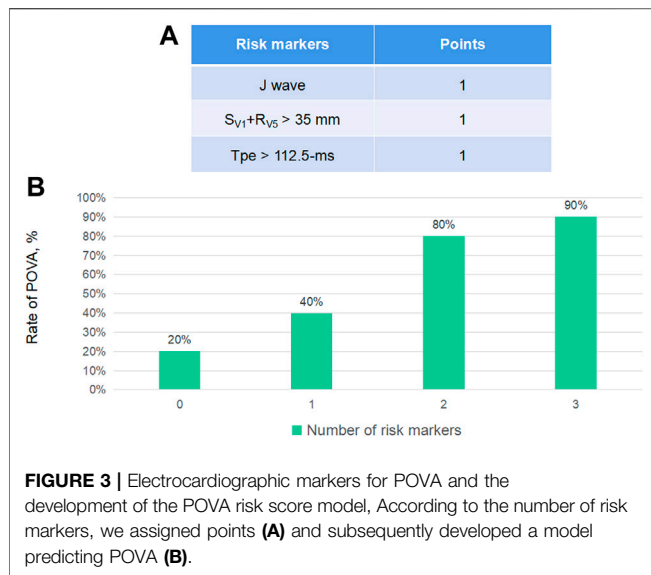 A
Risk markers Points
J wave 1
SV1+RV5 > 35 mm 1
Tpe > 112.5-ms 1
B
Rate of POVA, %
100%
90%
80%
70%
60%
50%
40%
30%
20%
10%
0%
20%
40%
80%
90%
0 1 2 3
Number of risk markers
FIGURE 3 | Electrocardiographic markers for POVA and the
development of the POVA risk score model, According to the number of risk
markers, we assigned points (A) and subsequently developed a model
predicting POVA (B).